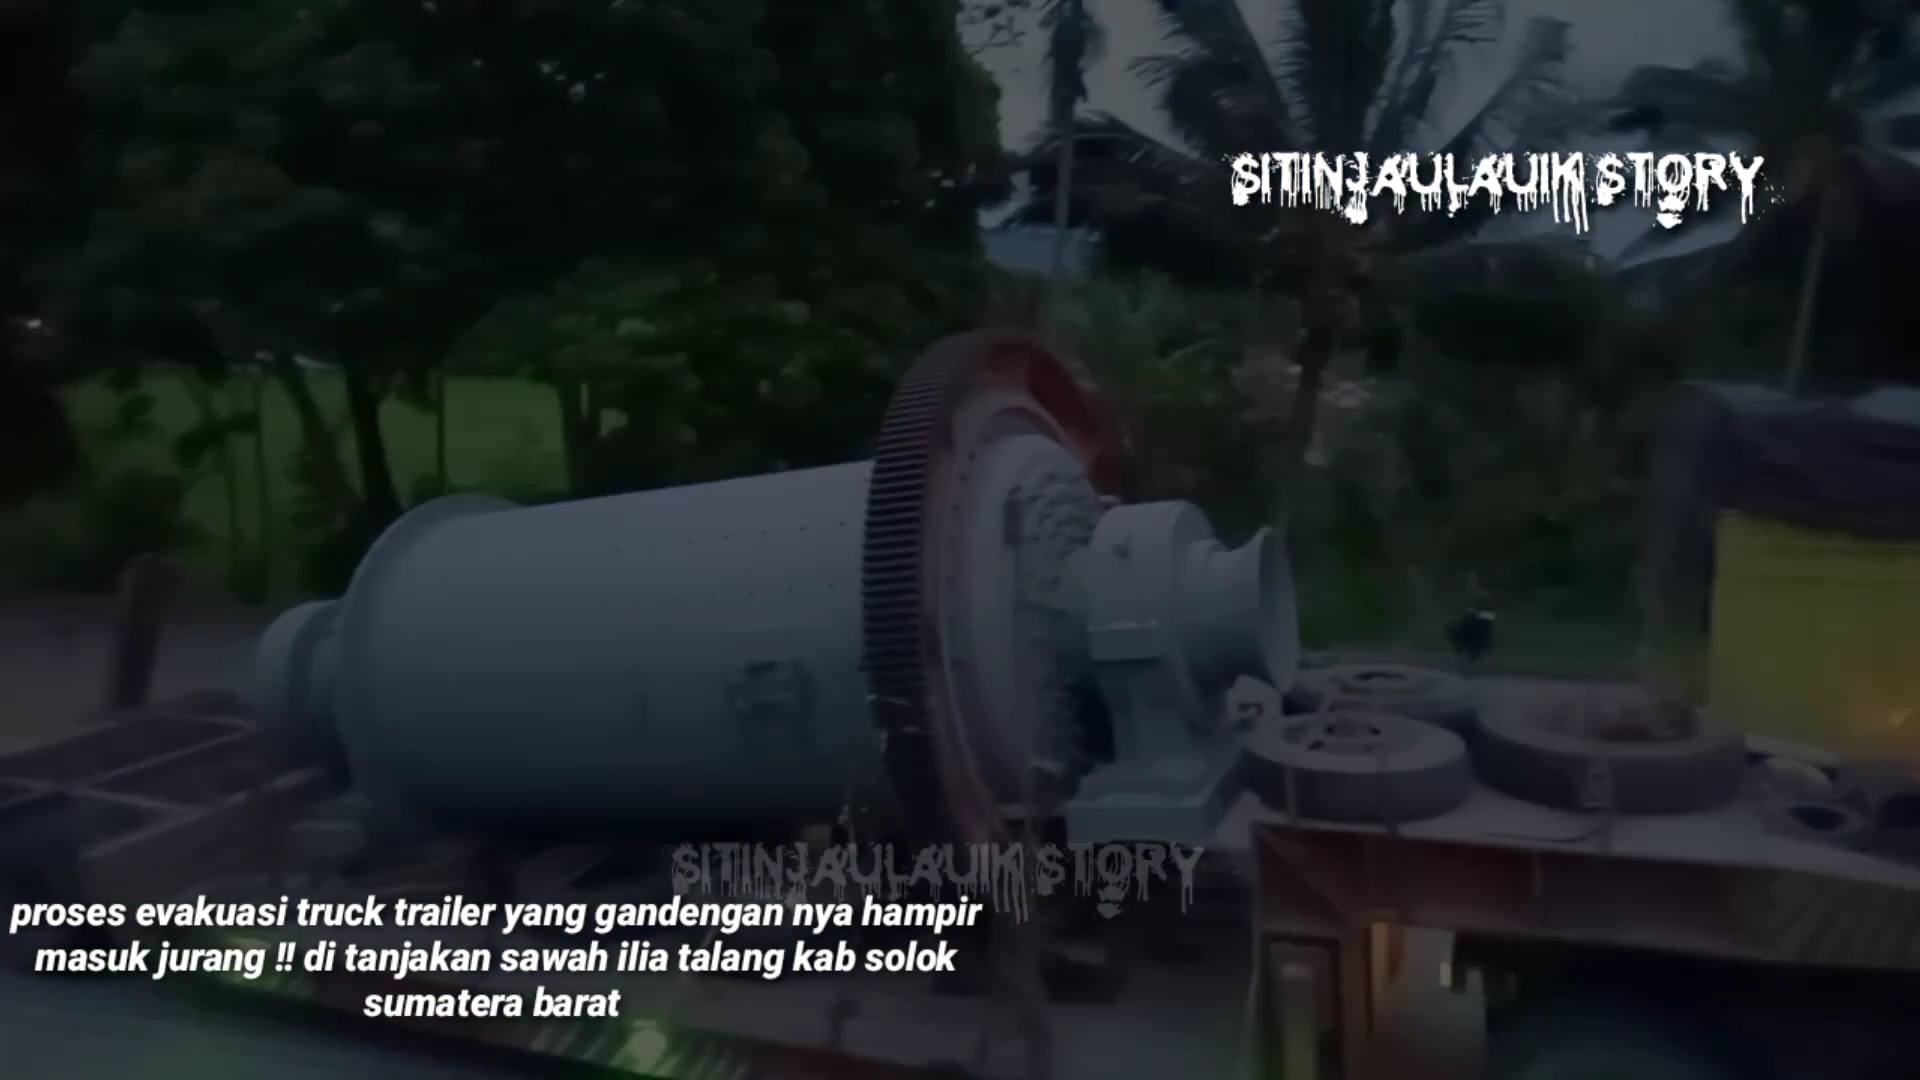 SITINJAULAUIK STORY
SITINJAULAUIK STORY
proses evakuasi truck trailer yang gandengan nya hampir
masuk jurang !! di tanjakan sawah ilia talang kab solok
sumatera barat